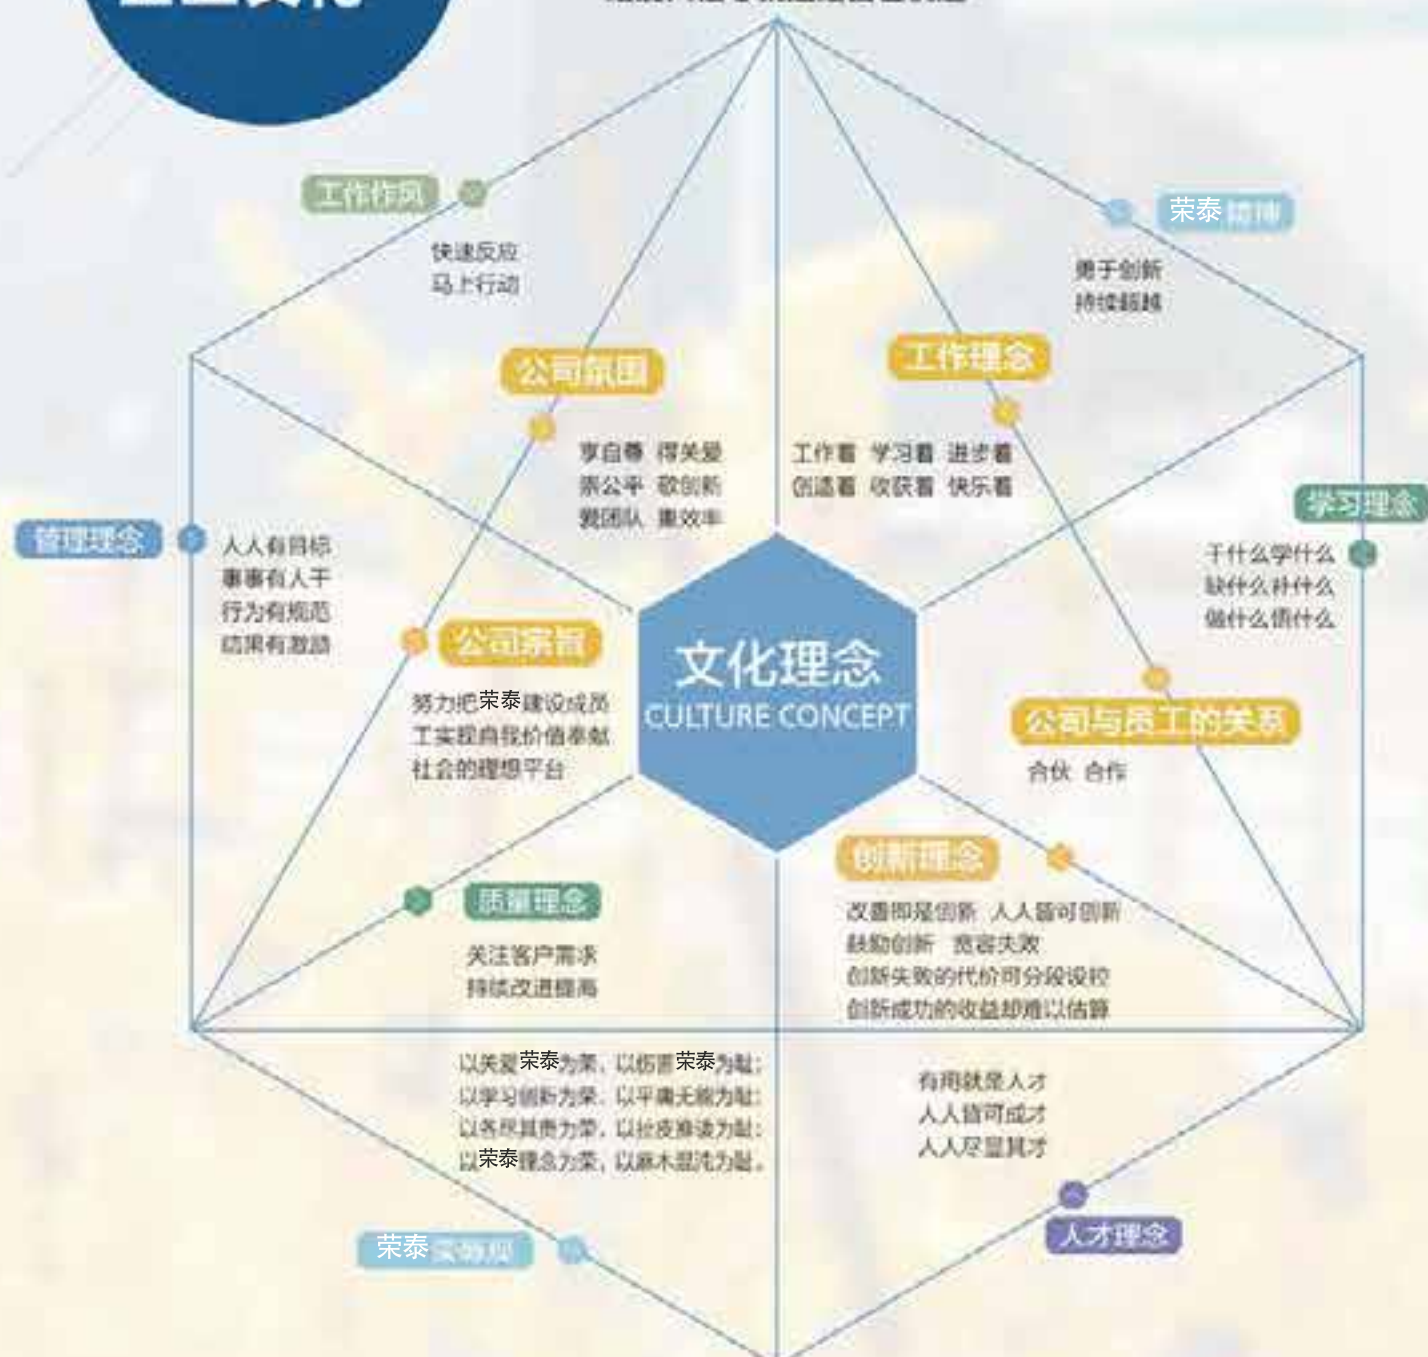 工作作风
快速反应
马上行动
荣泰精神
勇于创新
持续超越
公司氛围
享自尊 得关爱
崇公平 敬创新
爱团队 重效率
工作理念
工作着 学习着 进步着
创造着 收获着 快乐着
学习理念
干什么学什么
缺什么补什么
做什么悟什么
管理理念
人人有目标
事事有人干
行为有规范
结果有激励
公司宗旨
努力把荣泰建设成员
工实现自我价值奉献
社会的理想平台
文化理念
CULTURE CONCEPT
公司与员工的关系
合伙 合作
创新理念
改善即是创新 人人皆可创新
鼓励创新 宽容失败
创新失败的代价可分段设控
创新成功的收益却难以估算
质量理念
关注客户需求
持续改进提高
以关爱荣泰为荣，以伤害荣泰为耻；
以学习创新为荣，以平庸无能为耻；
以各尽其责为荣，以扯皮推诿为耻；
以荣泰理念为荣，以麻木混沌为耻。
荣泰荣辱观
有用就是人才
人人皆可成才
人人尽显其才
人才理念